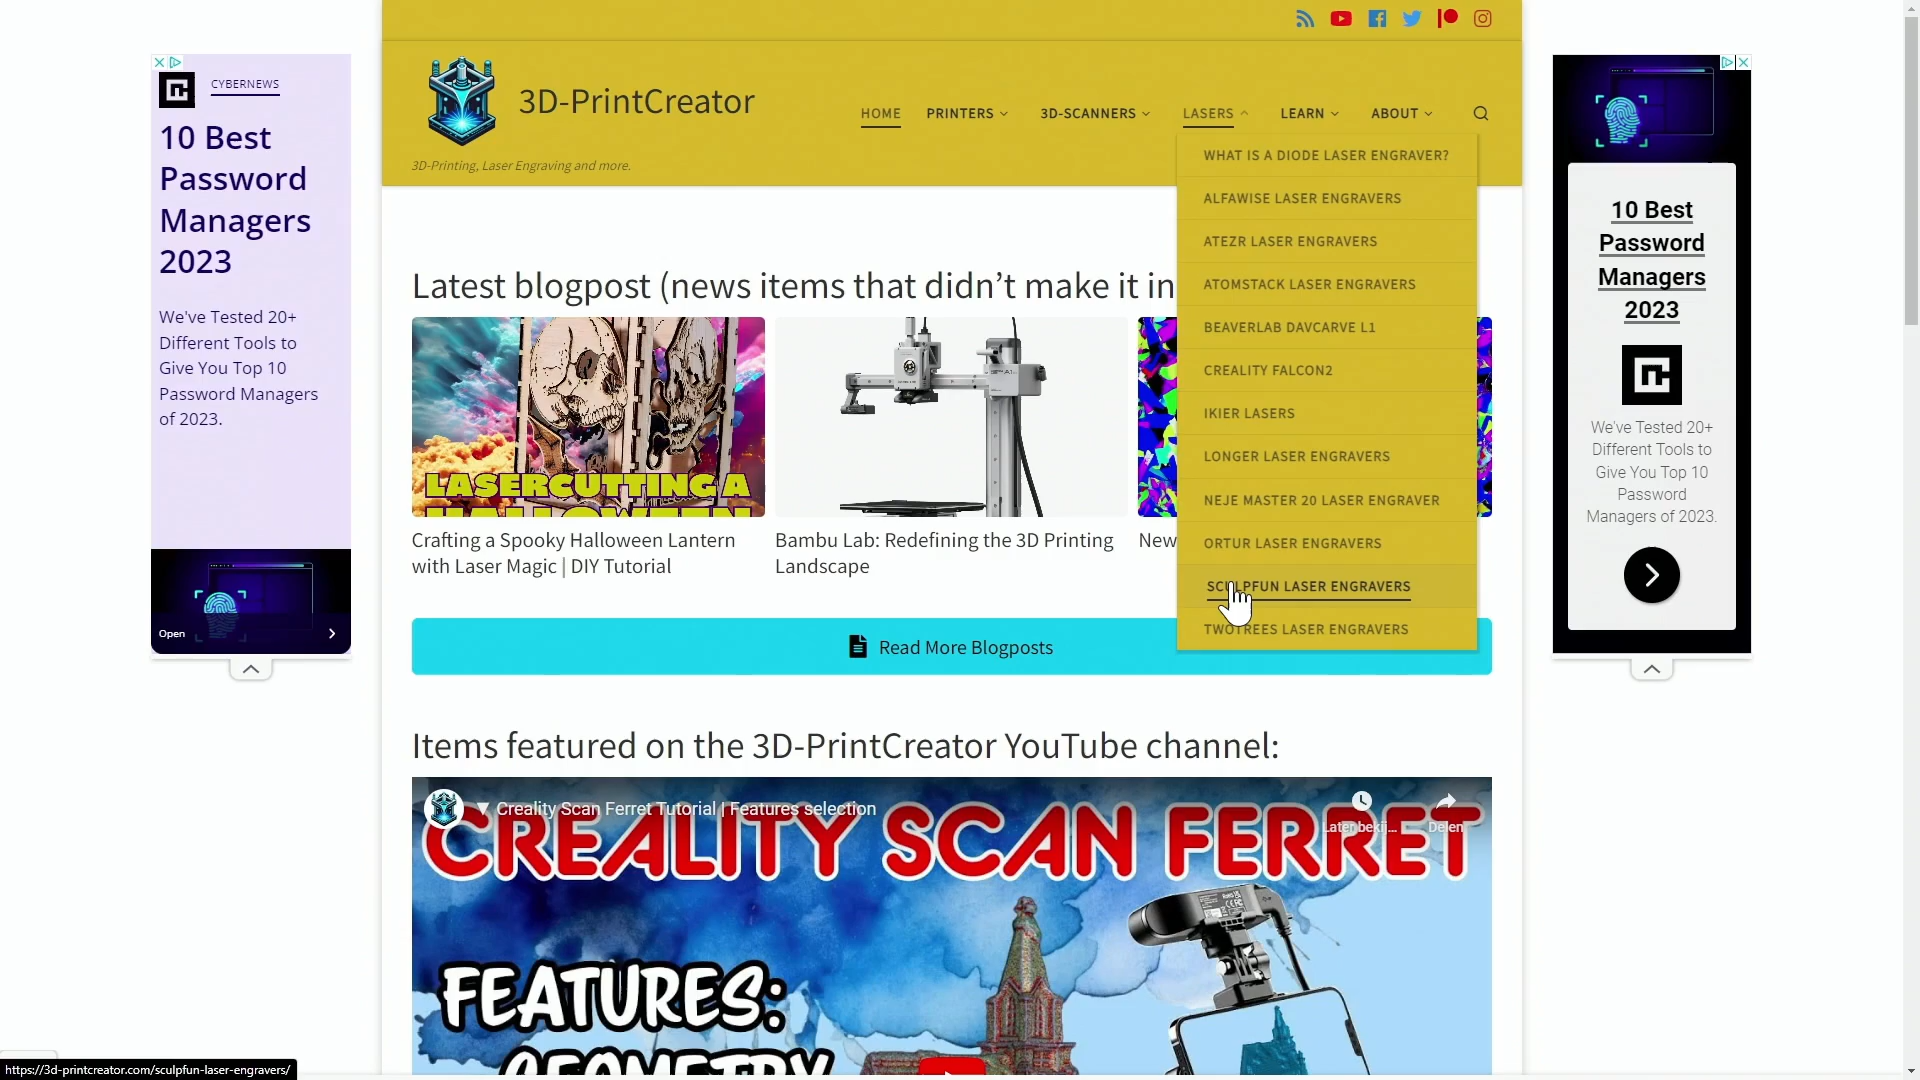 CYBERNEWS
10 Best
Password
Managers
2023
We've Tested 20+
Different Tools to
Give You Top 10
Password Managers
of 2023.
Open
3D-PrintCreator
3D-Printing, Laser Engraving and more.
HOME
PRINTERS
3D-SCANNERS
LASERS
LEARN
ABOUT
WHAT IS A DIODE LASER ENGRAVER?
ALFAWISE LASER ENGRAVERS
ATEZR LASER ENGRAVERS
ATOMSTACK LASER ENGRAVERS
BEAVERLAB DAVCARVE L1
CREALITY FALCON2
IKIER LASERS
LONGER LASER ENGRAVERS
NEJE MASTER 20 LASER ENGRAVER
ORTUR LASER ENGRAVERS
SCULPFUN LASER ENGRAVERS
TWOTREES LASER ENGRAVERS
Latest blogpost (news items that didn’t make it in
LASERCUTTING A
HALLOWEEN
Crafting a Spooky Halloween Lantern
with Laser Magic | DIY Tutorial
Bambu Lab: Redefining the 3D Printing
Landscape
New
Read More Blogposts
Items featured on the 3D-PrintCreator YouTube channel:
▼ Creality Scan Ferret Tutorial | Features selection
Later bekij...
Delen
CREALITY SCAN FERRET
FEATURES:
GEOMETRY
10 Best
Password
Managers
2023
We've Tested 20+
Different Tools to
Give You Top 10
Password
Managers of 2023.
https://3d-printcreator.com/sculpfun-laser-engravers/